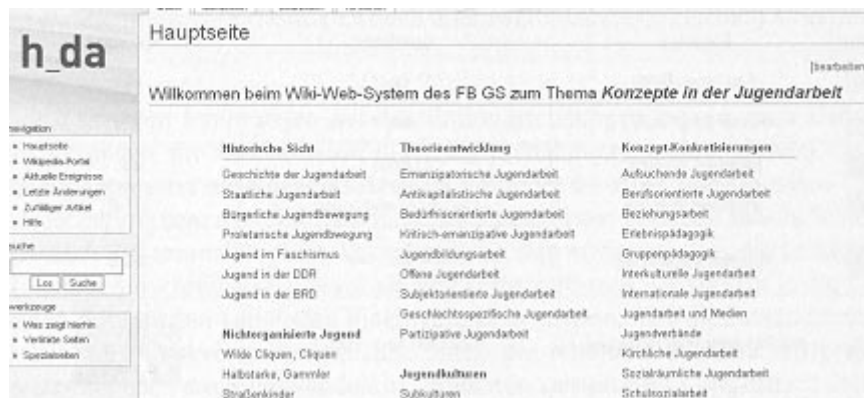 h_da
Hauptseite
[bearbeiten
Willkommen beim Wiki-Web-System des FB GS zum Thema Konzepte in der Jugendarbeit
navigation
Hauptseite
Wikipedia-Portal
Aktuelle Ereignisse
Letzte Änderungen
Zufälliger Artikel
Hilfe
suche
Los Suche
werkzeuge
Was zeigt hierhin
Verlinkte Seiten
Spezialseiten
Historische Sicht
Geschichte der Jugendarbeit
Staatliche Jugendarbeit
Bürgerliche Jugendbewegung
Proletarische Jugendbewegung
Jugend im Faschismus
Jugend in der DDR
Jugend in der BRD
Nichtorganisierte
Wilde Cliquen, Cliquen
Halbstarke, Gammler
Straßenkinder
Theorieentwicklung
Emanzipatorische Jugendarbeit
Antikapitalistische Jugendarbeit
Bedürfnisorientierte Jugendarbeit
Kritisch-emanzipative Jugendarbeit
Jugendbildungsarbeit
Offene Jugendarbeit
Subjektorientierte Jugendarbeit
Geschlechtsspezifische Jugendarbeit
Partizipative Jugendarbeit
Jugendkulturen
Subkulturen
Konzept-Konkretisierungen
Aufsuchende Jugendarbeit
Berufsorientierte Jugendarbeit
Beziehungsarbeit
Erlebnispädagogik
Gruppenpädagogik
Interkulturelle Jugendarbeit
Internationale Jugendarbeit
Jugendarbeit und Medien
Jugendverbände
Kirchliche Jugendarbeit
Sozialräumliche Jugendarbeit
Schulsozialarbeit